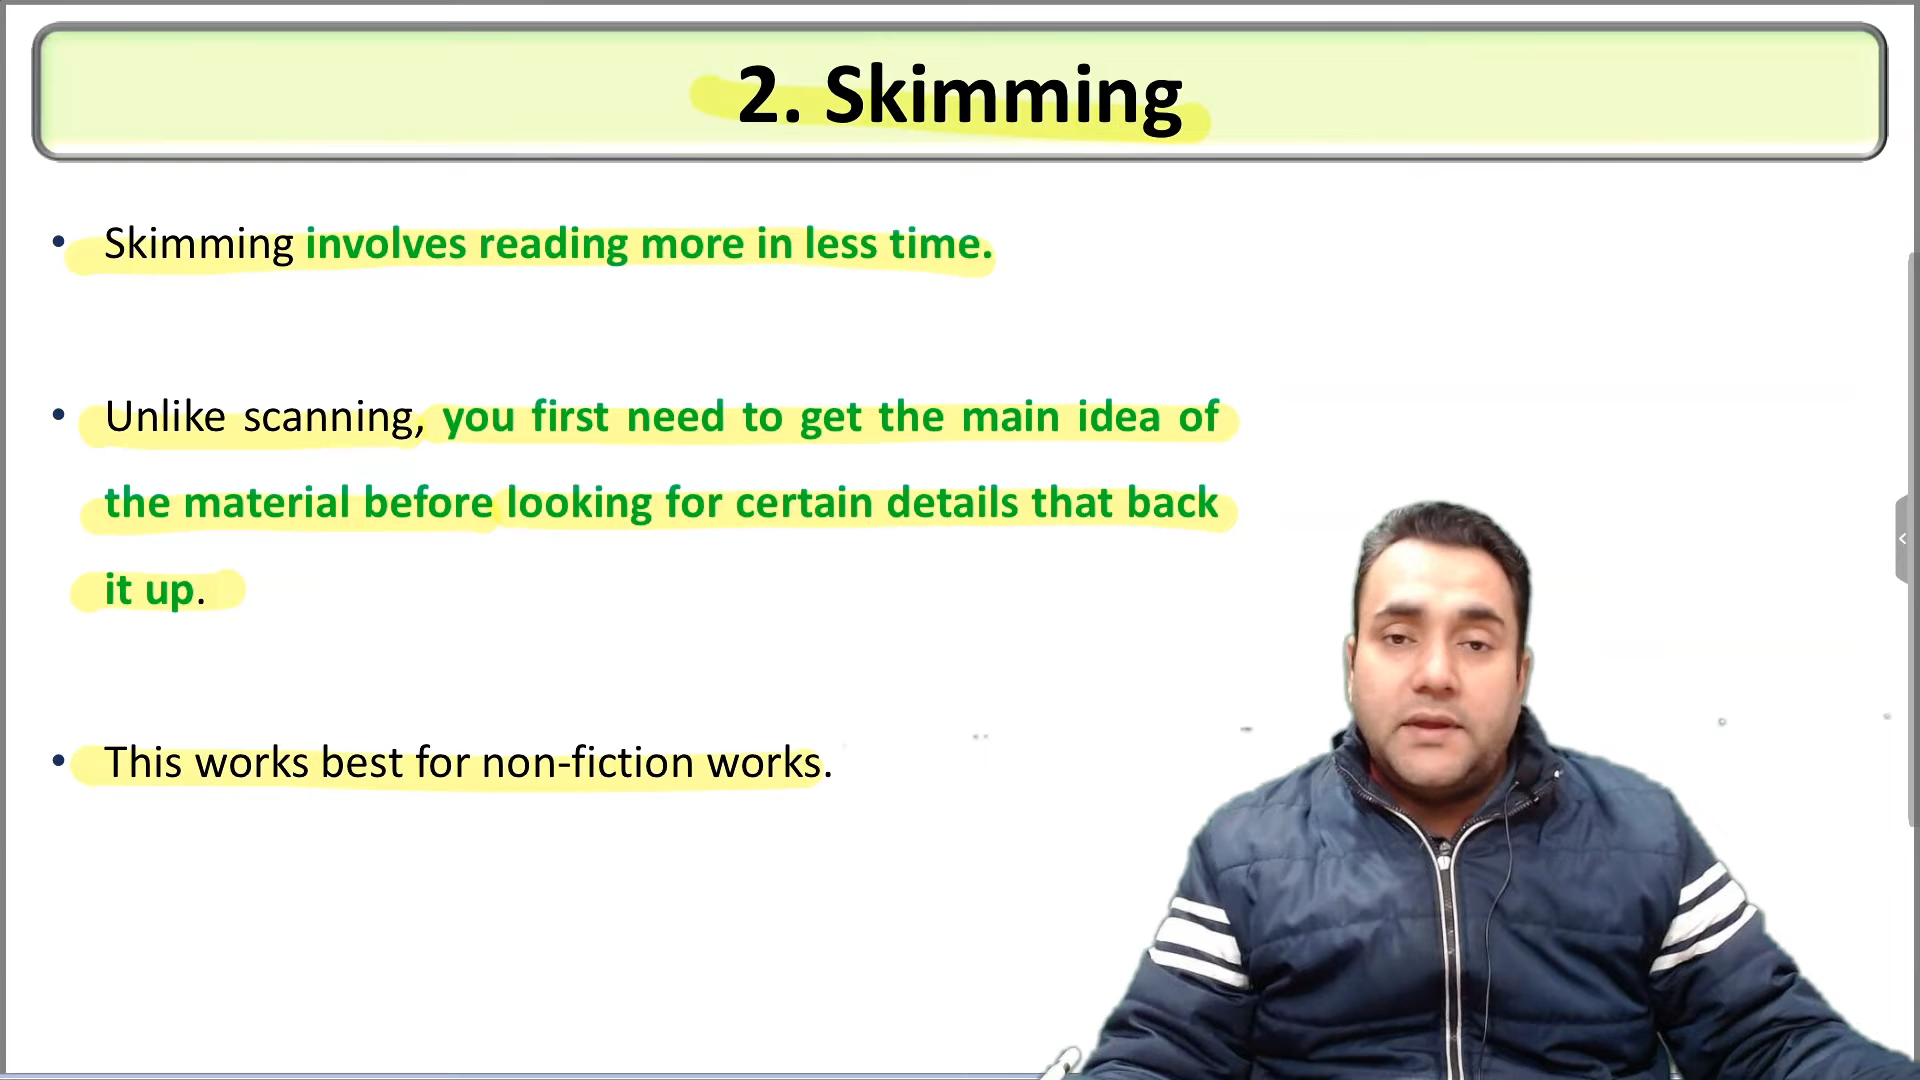 2. Skimming
• Skimming involves reading more in less time.
• Unlike scanning, you first need to get the main idea of
the material before looking for certain details that back
it up.
• This works best for non-fiction works.